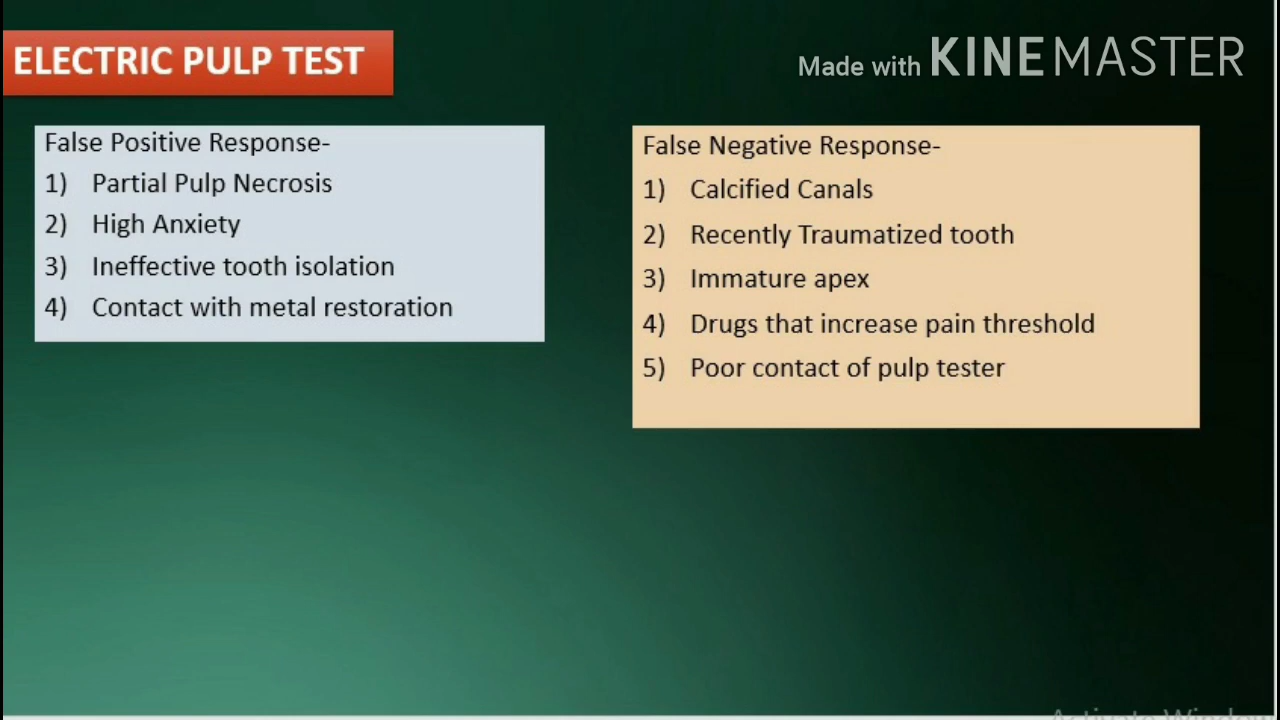 ELECTRIC PULP TEST
Made with KINEMASTER
False Positive Response-
1) Partial Pulp Necrosis
2) High Anxiety
3) Ineffective tooth isolation
4) Contact with metal restoration
False Negative Response-
1) Calcified Canals
2) Recently Traumatized tooth
3) Immature apex
4) Drugs that increase pain threshold
5) Poor contact of pulp tester